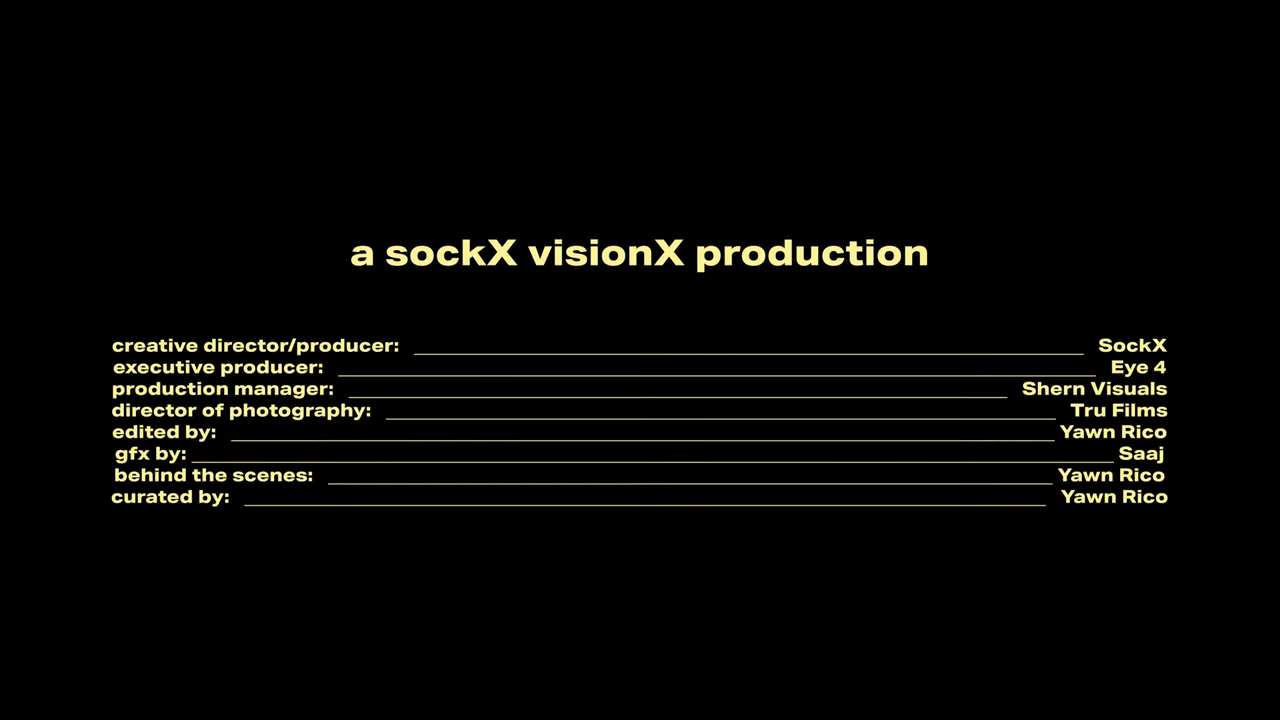 a sockX visionX production
creative director/producer: SockX
executive producer: Eye 4
production manager: Shern Visuals
director of photography: Tru Films
edited by: Yawn Rico
gfx by: Saaj
behind the scenes: Yawn Rico
curated by: Yawn Rico